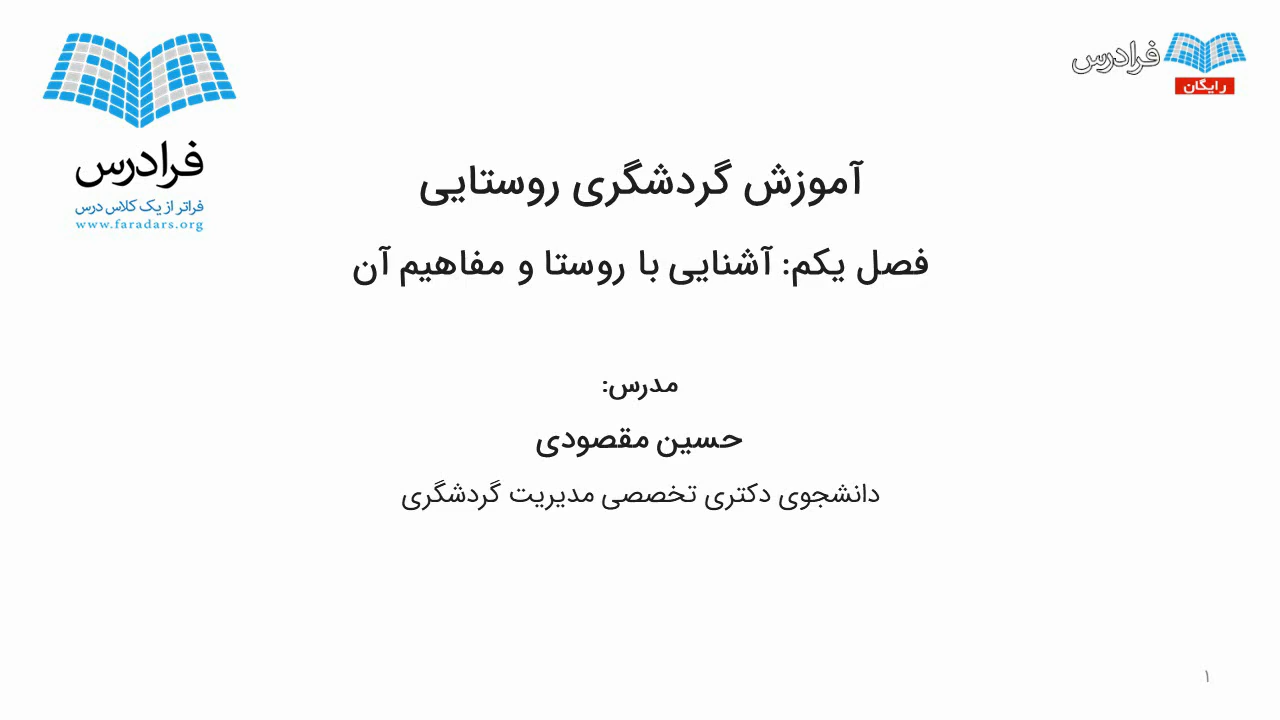 فرادرس
رایگان
فرادرس
فراتر از یک کلاس درس
www.faradars.org
آموزش گردشگری روستایی
فصل یکم: آشنایی با روستا و مفاهیم آن
مدرس:
حسین مقصودی
دانشجوی دکتری تخصصی مدیریت گردشگری
۱